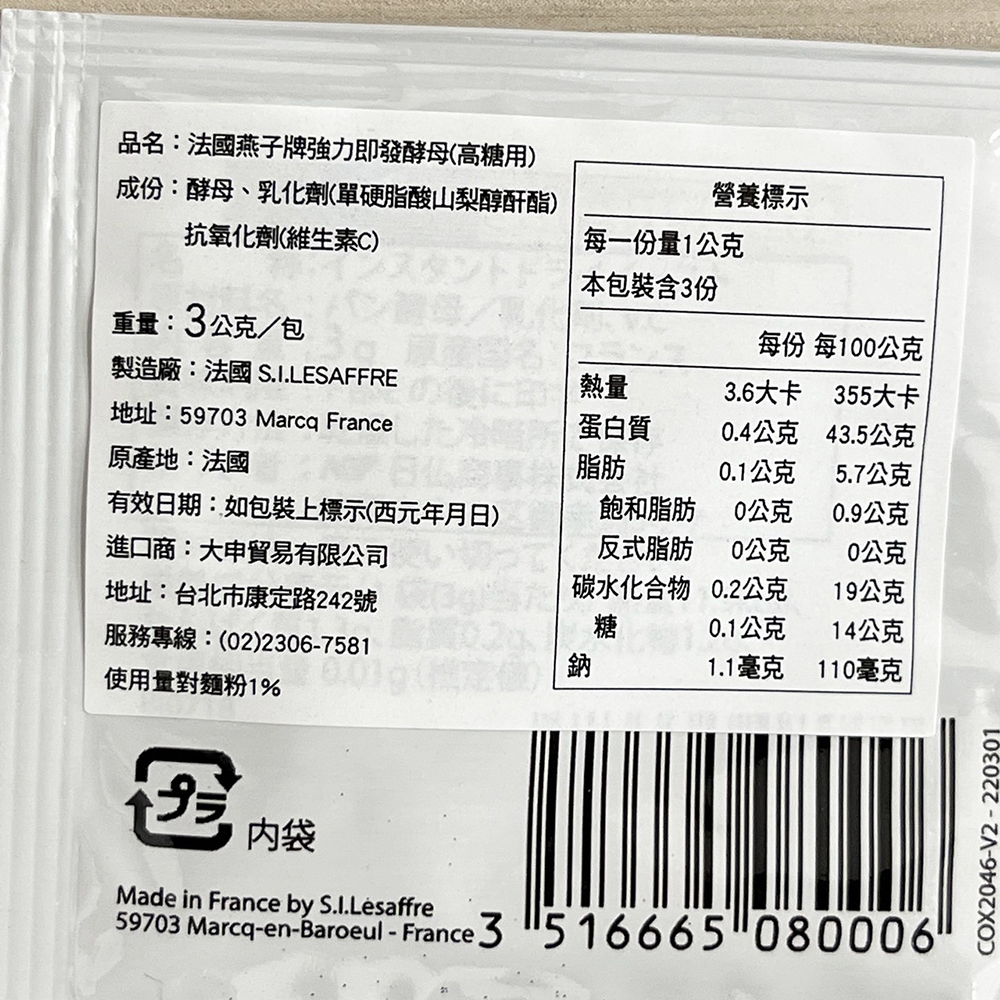 品名：法國燕子牌強力即發酵母(高糖用)
成份：酵母、乳化劑(單硬脂酸山梨醇酐酯)
抗氧化劑(維生素C)
重量：3公克／包
製造廠：法國 S.I.LESAFFRE
地址：59703 Marcq France
原產地：法國
有效日期：如包裝上標示(西元年月日)
進口商：大申貿易有限公司
地址：台北市康定路242號
服務專線：(02)2306-7581
使用量對麵粉1%
營養標示
每一份量1公克
本包裝含3份
每份 每100公克
熱量 3.6大卡 355大卡
蛋白質 0.4公克 43.5公克
脂肪 0.1公克 5.7公克
飽和脂肪 0公克 0.9公克
反式脂肪 0公克 0公克
碳水化合物 0.2公克 19公克
糖 0.1公克 14公克
鈉 1.1毫克 110毫克
プラ 内袋
Made in France by S.I.Lesaffre
59703 Marcq-en-Baroeul - France
3 516665 080006
COX2046-V2 - 220301